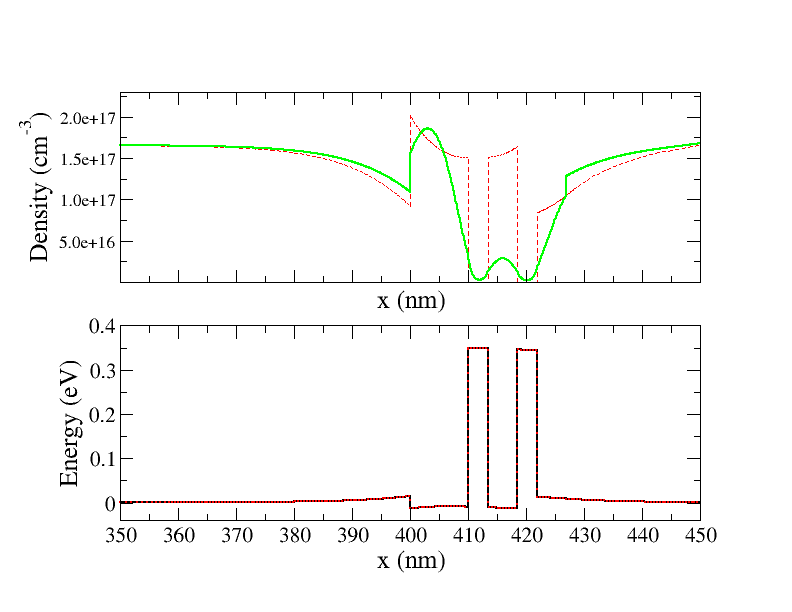 2.0e+17
1.5e+17
1.0e+17
5.0e+16
Density (cm-3)
x (nm)
0.4
0.3
0.2
0.1
0
Energy (eV)
350 360 370 380 390 400 410 420 430 440 450
x (nm)